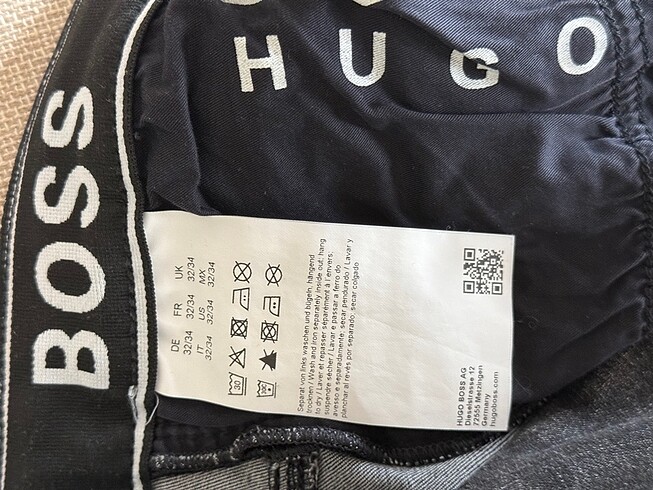 BOSS
HUGO
DE FR UK
32/34 32/34 32/34
IT US MX
32/34 32/34 32/34
30
Separat von links waschen und bügeln, hängend
trocknen / Wash and iron separately inside out; hang
to dry / Laver et repasser séparément à l'envers;
suspendre sécher / Lavar e passar a ferro do
avesso e separadamente; secar pendurado / Lavar y
planchar al revés por separado, secar colgado
HUGO BOSS AG
Dieselstrasse 12
72555 Metzingen
Germany
hugoboss.com